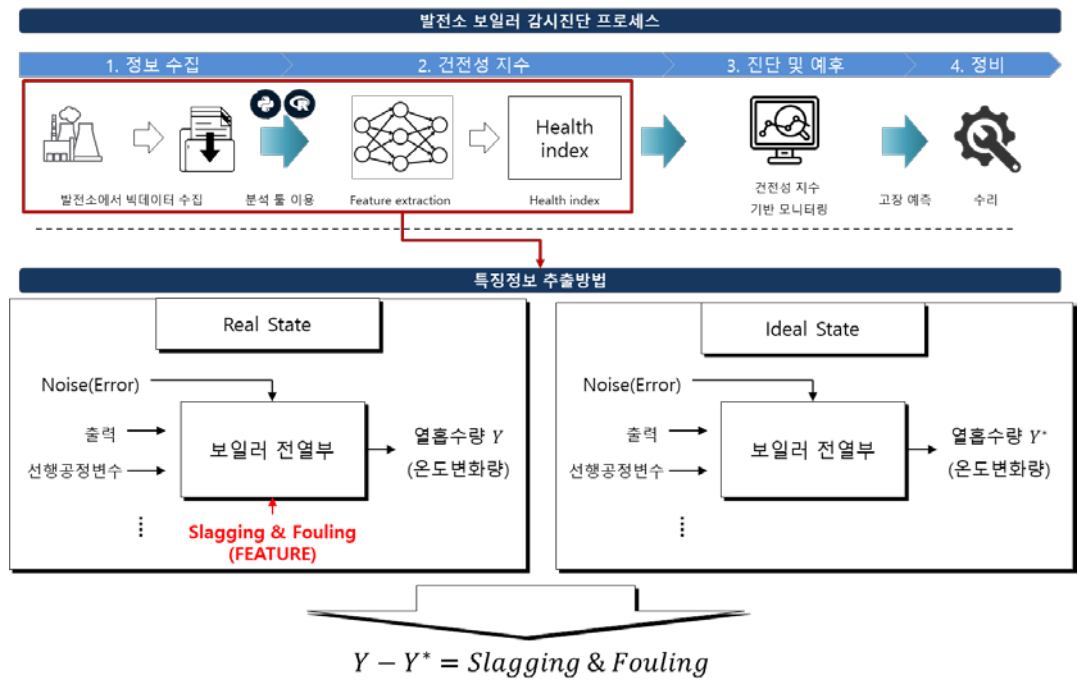 발전소 보일러 감시진단 프로세스
1. 정보 수집
2. 건전성 지수
3. 진단 및 예후
4. 정비
Health
index
발전소에서 빅데이터 수집
분석 툴 이용
Feature extraction
Health index
건전성 지수
기반 모니터링
고장 예측
수리
특징정보 추출방법
Real State
Noise(Error)
출력
선행공정변수
보일러 전열부
열흡수량 Y
(온도변화량)
Slagging & Fouling
(FEATURE)
Ideal State
Noise(Error)
출력
선행공정변수
보일러 전열부
열흡수량 Y*
(온도변화량)
Y − Y* = Slagging & Fouling